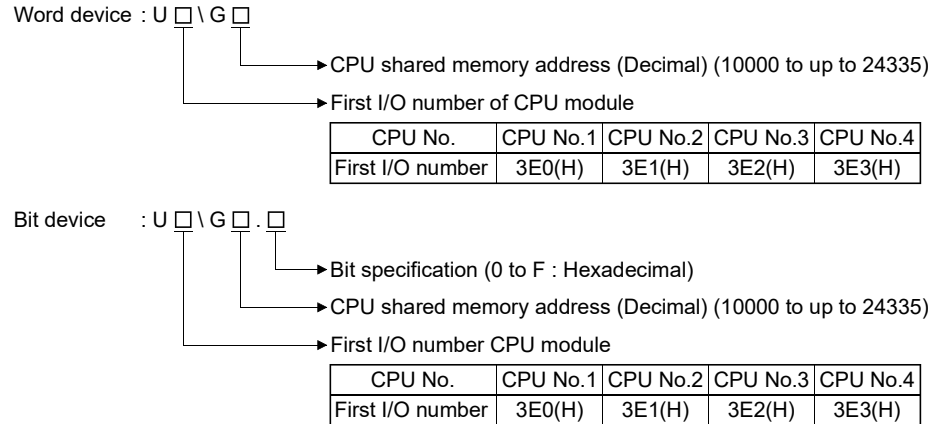 Word device : U □ \ G □
CPU shared memory address (Decimal) (10000 to up to 24335)
First I/O number of CPU module
CPU No. CPU No.1 CPU No.2 CPU No.3 CPU No.4
First I/O number 3E0(H) 3E1(H) 3E2(H) 3E3(H)
Bit device : U □ \ G □ . □
Bit specification (0 to F : Hexadecimal)
CPU shared memory address (Decimal) (10000 to up to 24335)
First I/O number CPU module
CPU No. CPU No.1 CPU No.2 CPU No.3 CPU No.4
First I/O number 3E0(H) 3E1(H) 3E2(H) 3E3(H)